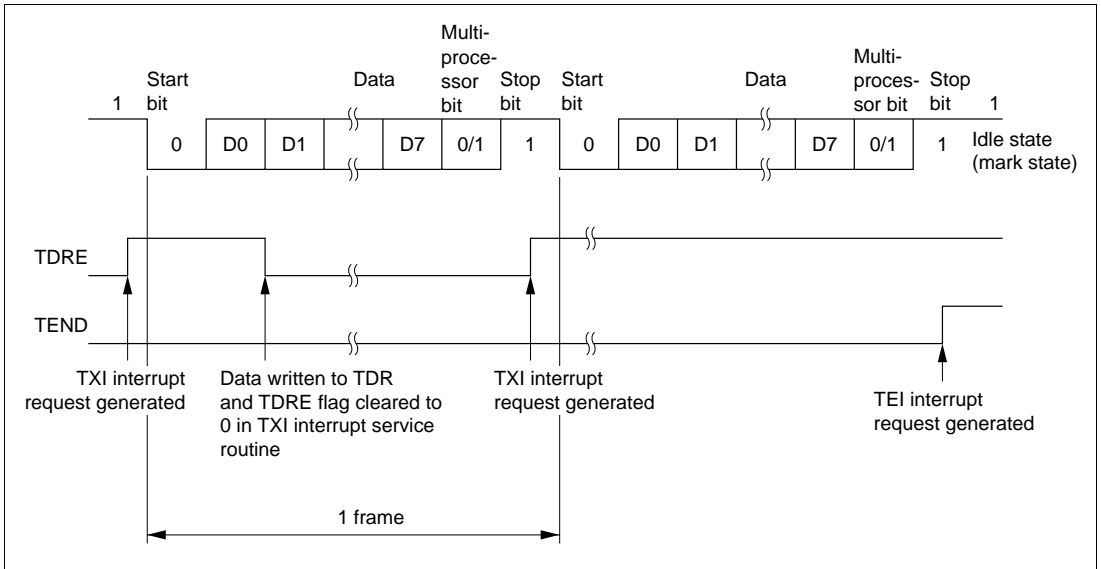 Multi-
proce-
ssor
bit
Start
bit
Data
Stop
bit
Start
bit
Data
Multi-
proces-
sor bit
Stop
bit
1
1
0 D0 D1 D7 0/1 1 0 D0 D1 D7 0/1 1
Idle state
(mark state)
TDRE
TEND
TXI interrupt
request generated
Data written to TDR
and TDRE flag cleared to
0 in TXI interrupt service
routine
TXI interrupt
request generated
TEI interrupt
request generated
1 frame